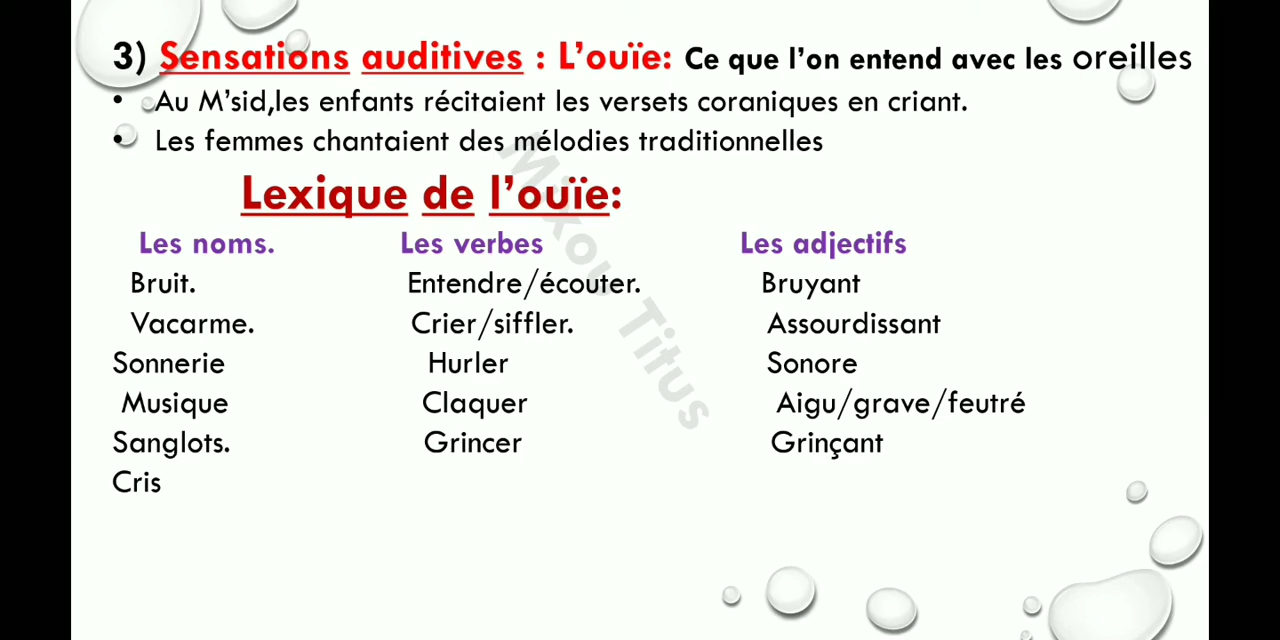 3) Sensations auditives : L'ouïe: Ce que l'on entend avec les oreilles
• Au M'sid,les enfants récitaient les versets coraniques en criant.
• Les femmes chantaient des mélodies traditionnelles
Lexique de l'ouïe:
Les noms. Les verbes Les adjectifs
Bruit. Entendre/écouter. Bruyant
Vacarme. Crier/siffler. Assourdissant
Sonnerie Hurler Sonore
Musique Claquer Aigu/grave/feutré
Sanglots. Grincer Grinçant
Cris
Titus